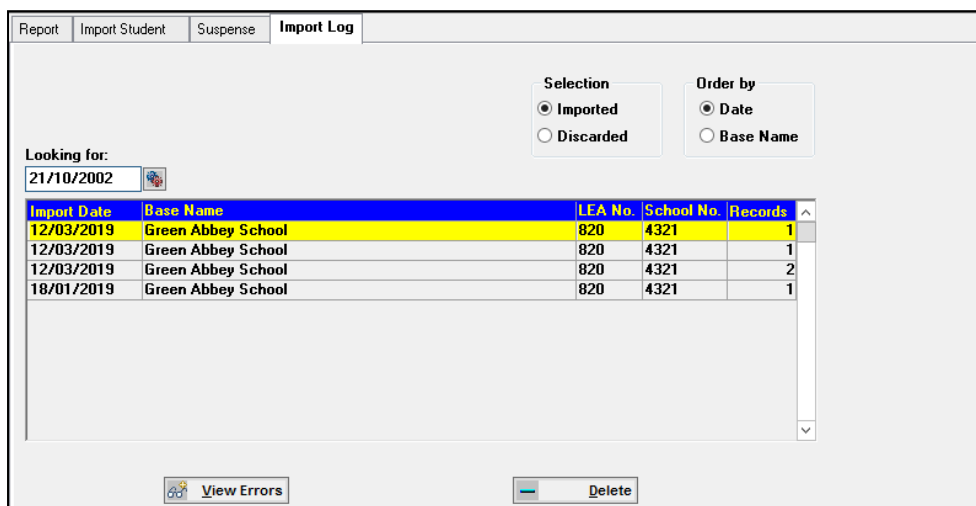 Report Import Student Suspense Import Log
Selection Order by
Imported Date
Discarded Base Name
Looking for:
21/10/2002
Import Date Base Name LEA No. School No. Records
12/03/2019 Green Abbey School 820 4321 1
12/03/2019 Green Abbey School 820 4321 1
12/03/2019 Green Abbey School 820 4321 2
18/01/2019 Green Abbey School 820 4321 1
View Errors Delete